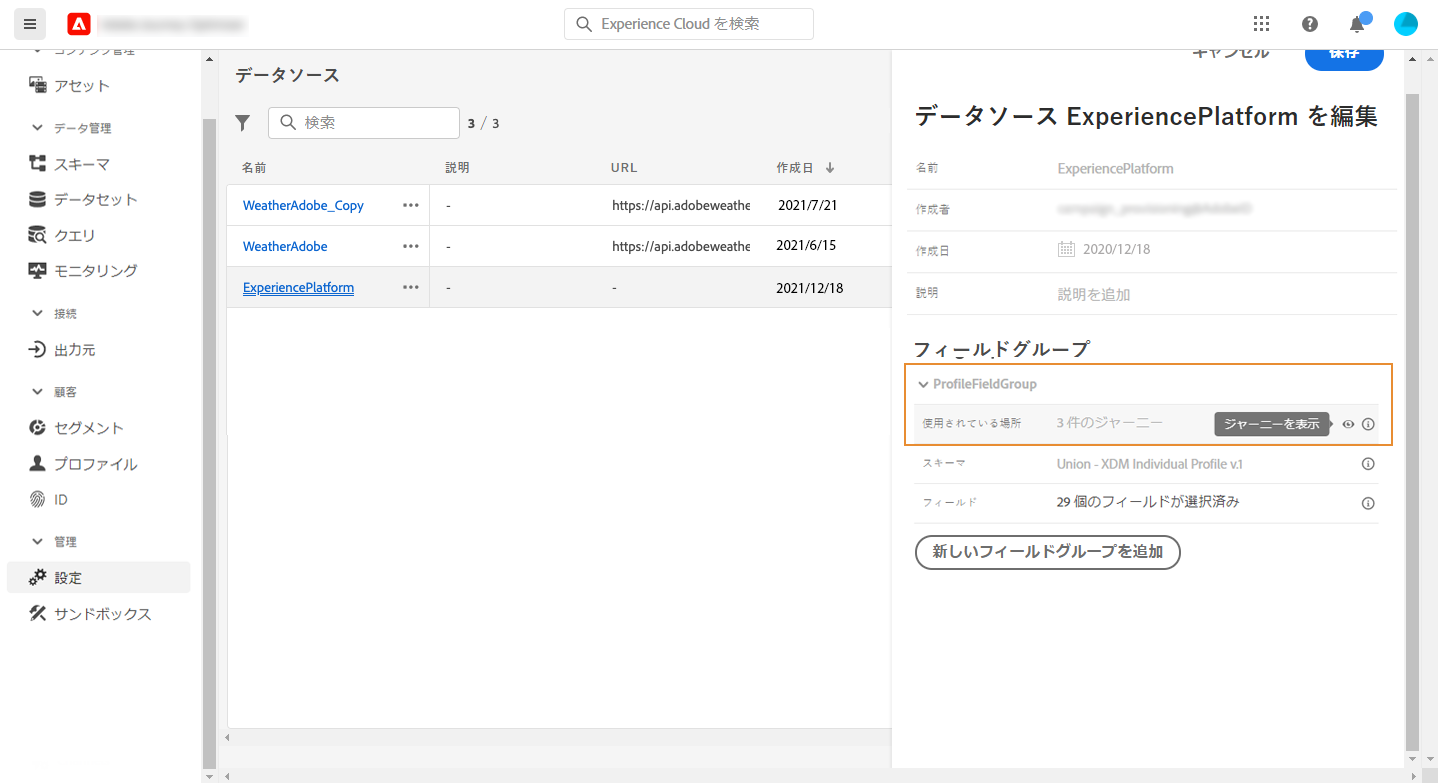 Experience Cloud を検索
コンテンツ管理
アセット
データ管理
スキーマ
データセット
クエリ
モニタリング
接続
出力元
顧客
セグメント
プロファイル
ID
管理
設定
サンドボックス
データソース
検索
3 / 3
名前 説明 URL 作成日
WeatherAdobe_Copy - https://api.adobeweathe 2021/7/21
WeatherAdobe - https://api.adobeweathe 2021/6/15
ExperiencePlatform - - 2021/12/18
キャンセル 保存
データソース ExperiencePlatform を編集
名前 ExperiencePlatform
作成者
作成日 2020/12/18
説明 説明を追加
フィールドグループ
ProfileFieldGroup
使用されている場所 3 件のジャーニー ジャーニーを表示
スキーマ Union - XDM Individual Profile v.1
フィールド 29 個のフィールドが選択済み
新しいフィールドグループを追加